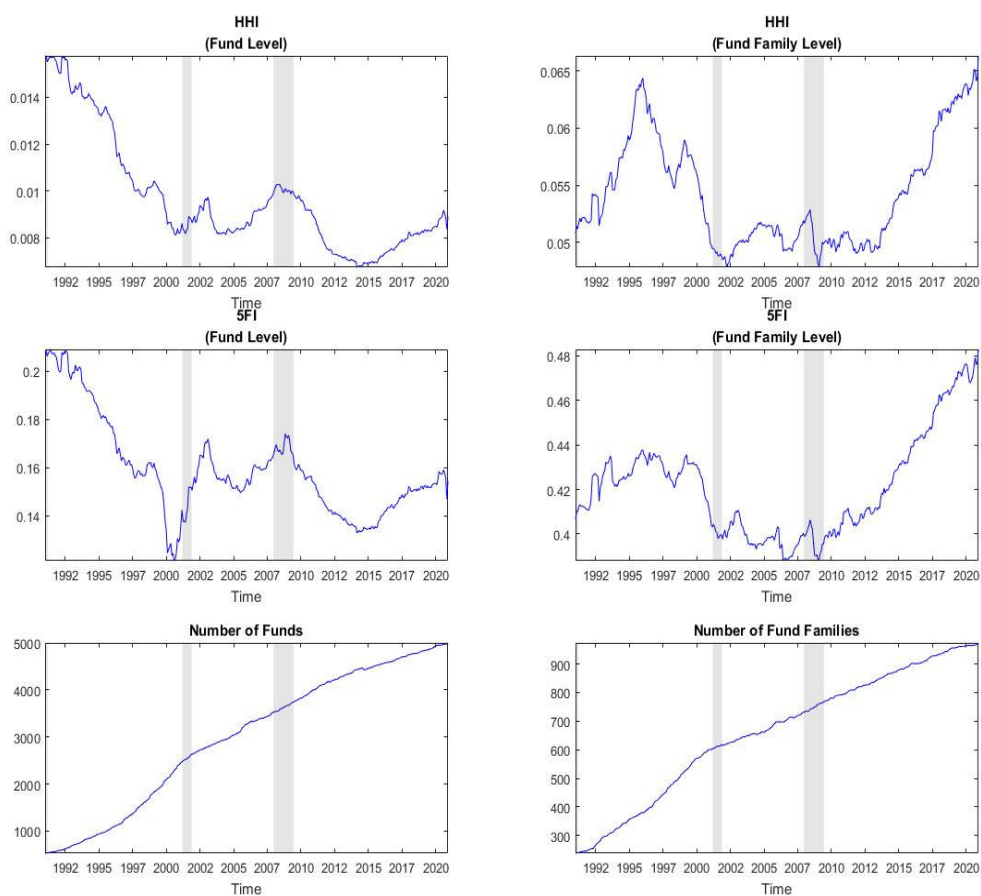 HHI
(Fund Level)
0.014
0.012
0.01
0.008
1992 1995 1997 2000 2002 2005 2007 2010 2012 2015 2017 2020
Time
HHI
(Fund Family Level)
0.065
0.06
0.055
0.05
1992 1995 1997 2000 2002 2005 2007 2010 2012 2015 2017 2020
Time
5FI
(Fund Level)
0.2
0.18
0.16
0.14
1992 1995 1997 2000 2002 2005 2007 2010 2012 2015 2017 2020
Time
5FI
(Fund Family Level)
0.48
0.46
0.44
0.42
0.4
1992 1995 1997 2000 2002 2005 2007 2010 2012 2015 2017 2020
Time
Number of Funds
5000
4000
3000
2000
1000
1992 1995 1997 2000 2002 2005 2007 2010 2012 2015 2017 2020
Time
Number of Fund Families
900
800
700
600
500
400
300
1992 1995 1997 2000 2002 2005 2007 2010 2012 2015 2017 2020
Time